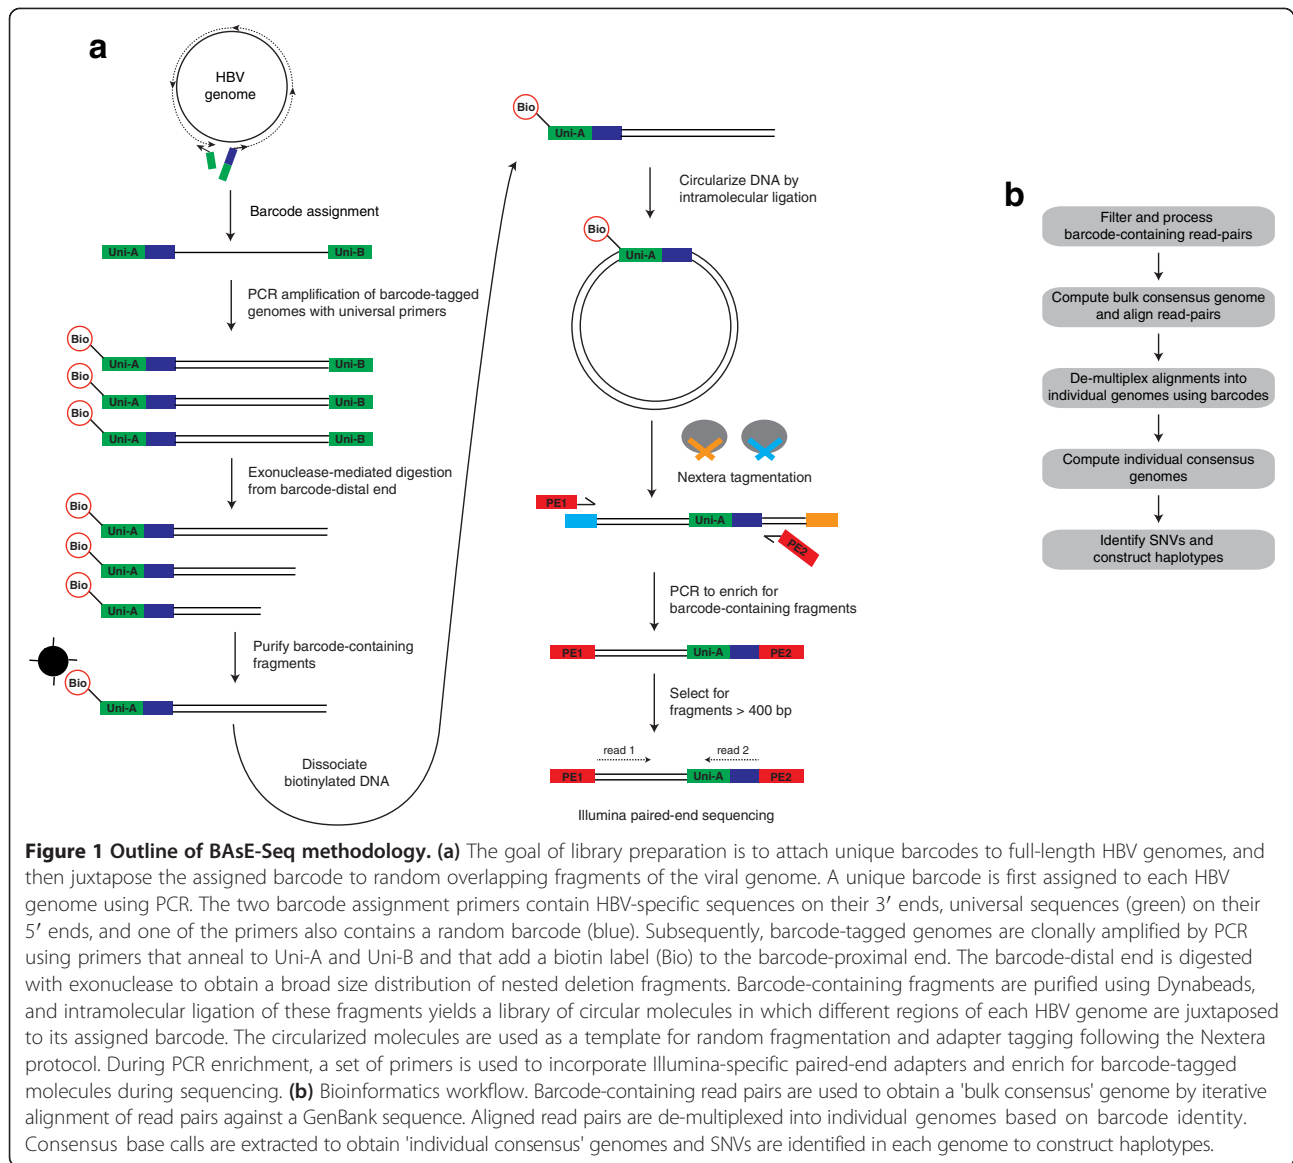 a
HBV
genome
Barcode assignment
Uni-A
Uni-B
PCR amplification of barcode-tagged
genomes with universal primers
Bio
Uni-A
Uni-B
Bio
Uni-A
Uni-B
Bio
Uni-A
Uni-B
Exonuclease-mediated digestion
from barcode-distal end
Bio
Uni-A
Bio
Uni-A
Bio
Uni-A
Purify barcode-containing
fragments
Bio
Uni-A
Dissociate
biotinylated DNA
Bio
Uni-A
Circularize DNA by
intramolecular ligation
Bio
Uni-A
Nextera tagmentation
PE1
Uni-A
PE2
PCR to enrich for
barcode-containing fragments
PE1
Uni-A
PE2
Select for
fragments > 400 bp
read 1
read 2
PE1
Uni-A
PE2
Illumina paired-end sequencing
b
Filter and process
barcode-containing read-pairs
Compute bulk consensus genome
and align read-pairs
De-multiplex alignments into
individual genomes using barcodes
Compute individual consensus
genomes
Identify SNVs and
construct haplotypes
Figure 1 Outline of BAsE-Seq methodology. (a) The goal of library preparation is to attach unique barcodes to full-length HBV genomes, and
then juxtapose the assigned barcode to random overlapping fragments of the viral genome. A unique barcode is first assigned to each HBV
genome using PCR. The two barcode assignment primers contain HBV-specific sequences on their 3′ ends, universal sequences (green) on their
5′ ends, and one of the primers also contains a random barcode (blue). Subsequently, barcode-tagged genomes are clonally amplified by PCR
using primers that anneal to Uni-A and Uni-B and that add a biotin label (Bio) to the barcode-proximal end. The barcode-distal end is digested
with exonuclease to obtain a broad size distribution of nested deletion fragments. Barcode-containing fragments are purified using Dynabeads,
and intramolecular ligation of these fragments yields a library of circular molecules in which different regions of each HBV genome are juxtaposed
to its assigned barcode. The circularized molecules are used as a template for random fragmentation and adapter tagging following the Nextera
protocol. During PCR enrichment, a set of primers is used to incorporate Illumina-specific paired-end adapters and enrich for barcode-tagged
molecules during sequencing. (b) Bioinformatics workflow. Barcode-containing read pairs are used to obtain a 'bulk consensus' genome by iterative
alignment of read pairs against a GenBank sequence. Aligned read pairs are de-multiplexed into individual genomes based on barcode identity.
Consensus base calls are extracted to obtain 'individual consensus' genomes and SNVs are identified in each genome to construct haplotypes.